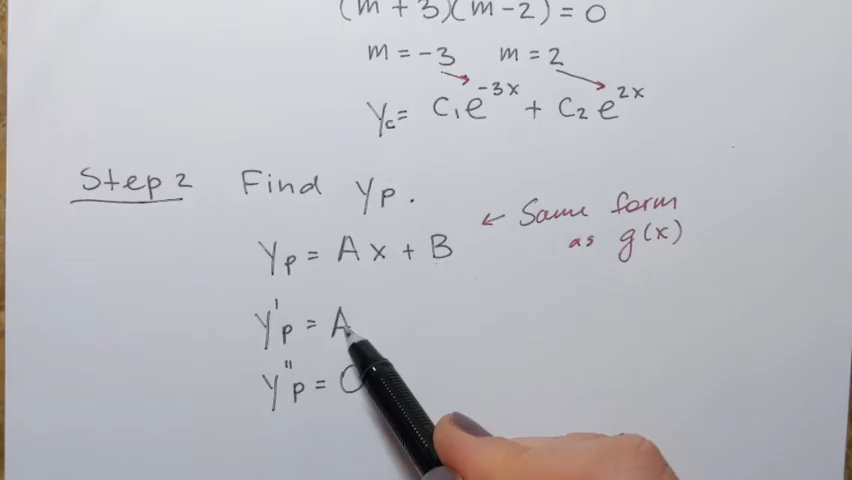 (m + 3)(m - 2) = 0
m = -3 m = 2
yc = c₁e^-3x + c₂e^2x
Step 2 Find yp.
← Same form
as g(x)
yp = Ax + B
y'p = A
y''p = 0